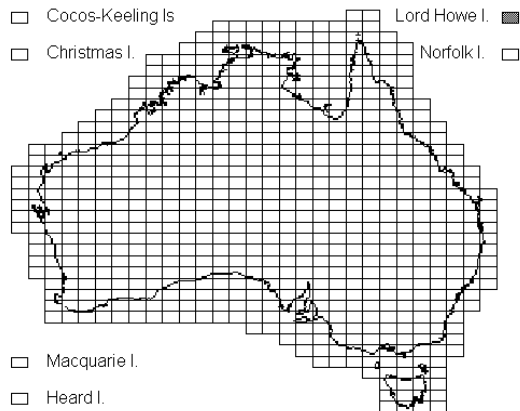 Cocos-Keeling Is
Lord Howe I.
Christmas I.
Norfolk I.
Macquarie I.
Heard I.